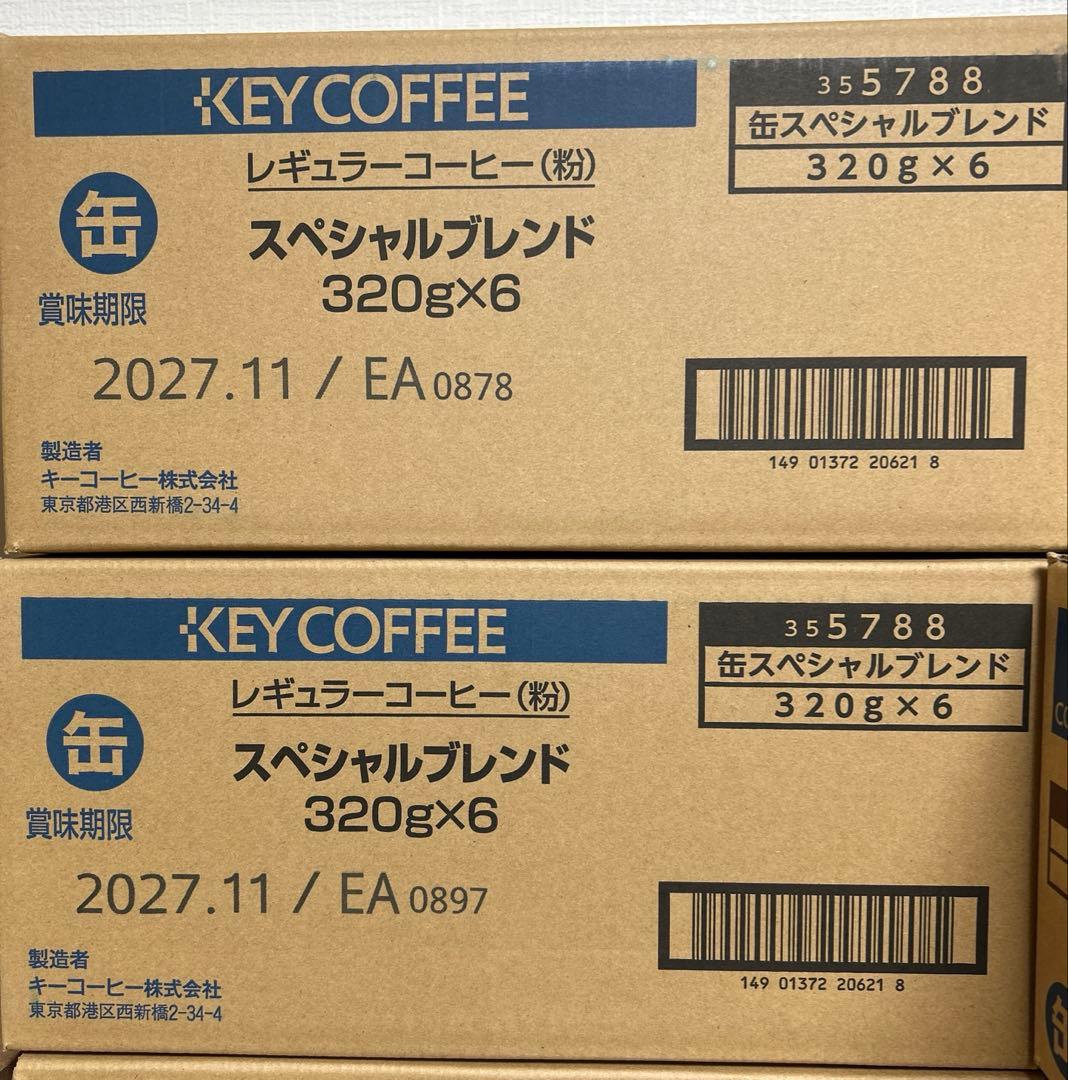 KEY COFFEE
355788
缶スペシャルブレンド
320g×6
レギュラーコーヒー(粉)
缶
スペシャルブレンド
320g×6
賞味期限
2027.11 / EA 0878
149 01372 20621 8
製造者
キーコーヒー株式会社
東京都港区西新橋2-34-4
KEY COFFEE
355788
缶スペシャルブレンド
320g×6
レギュラーコーヒー(粉)
缶
スペシャルブレンド
320g×6
賞味期限
2027.11 / EA 0897
149 01372 20621 8
製造者
キーコーヒー株式会社
東京都港区西新橋2-34-4